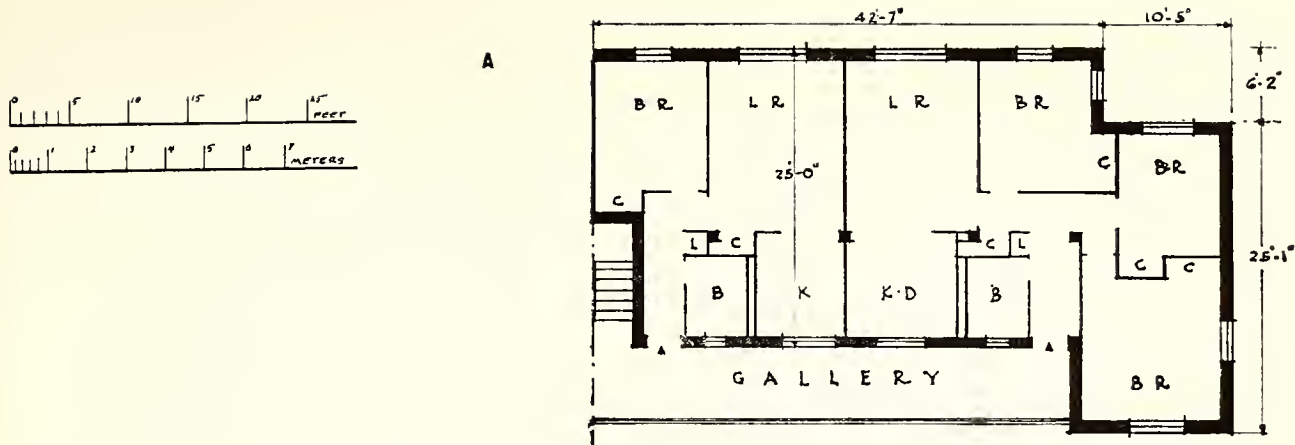 42'-7" 10'-5"
A
0 5 10 15 20 25 FEET
0 1 2 3 4 5 6 7 METERS
B R L R L R B R
6'-2"
25'-0"
C B R
C
L C C L
C C
25'-1"
B K K·D B
G A L L E R Y
B R